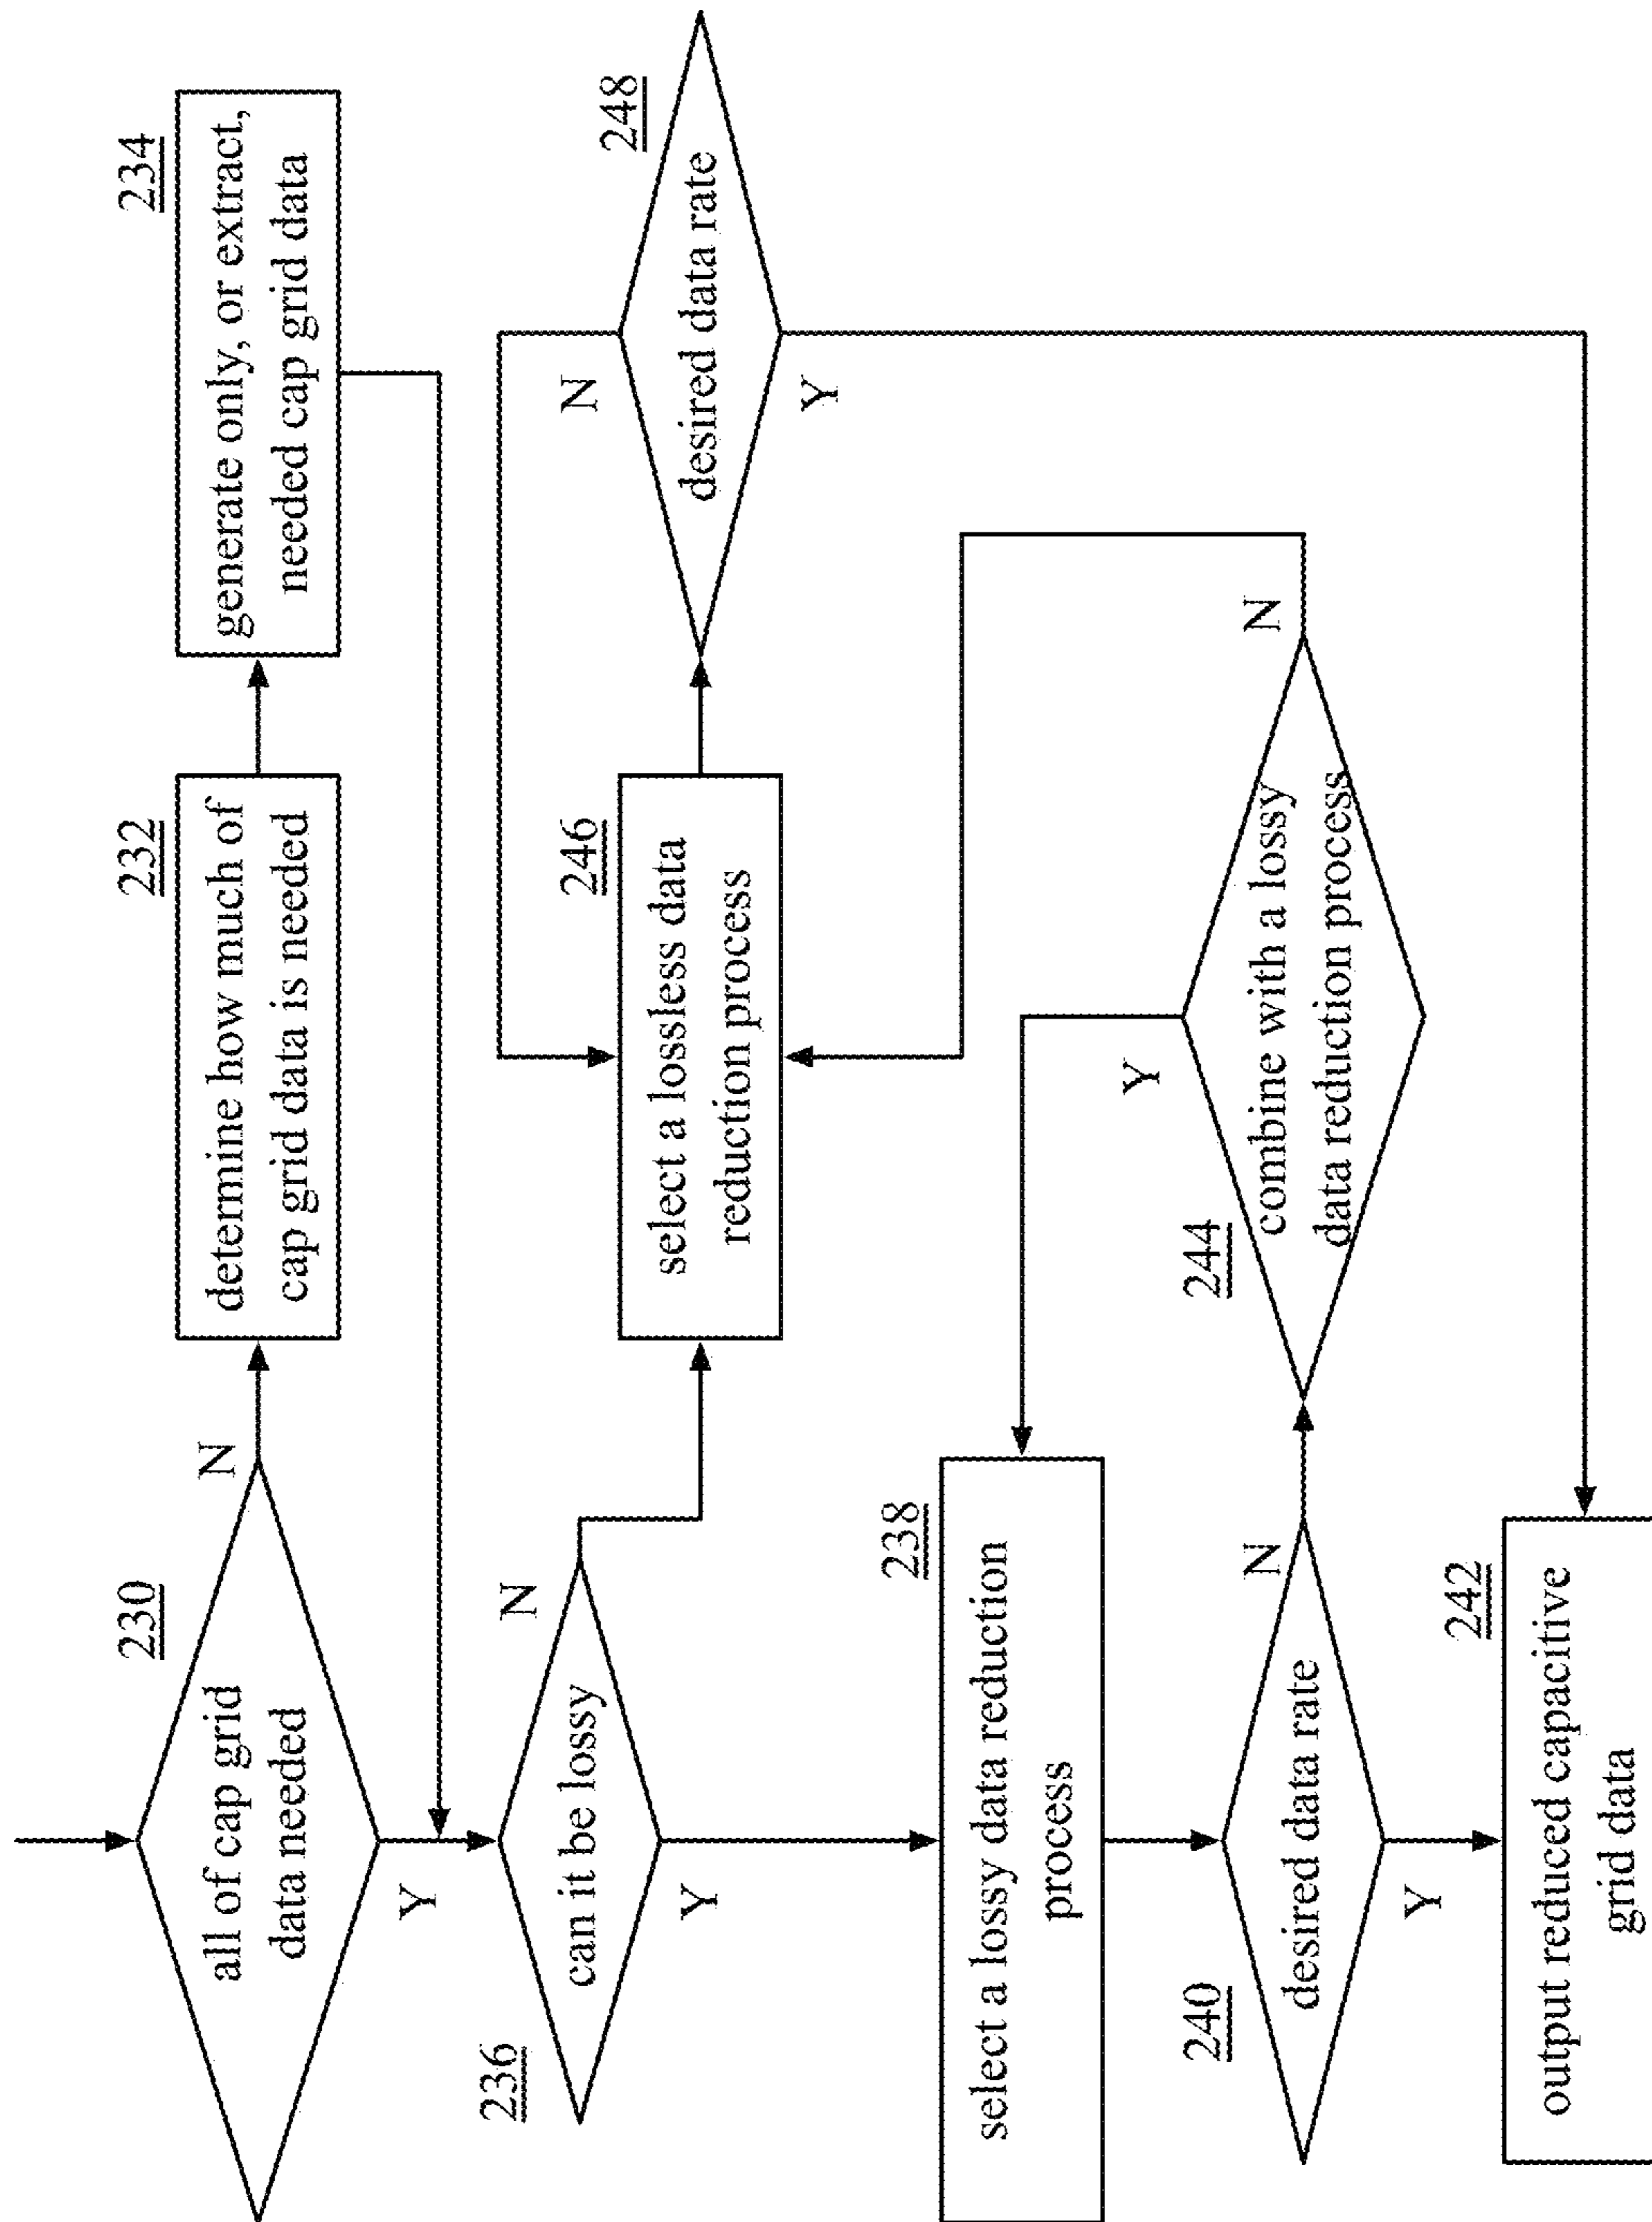 230
all of cap grid
data needed
N
Y
232
determine how much of
cap grid data is needed
234
generate only, or extract,
needed cap grid data
236
can it be lossy
N
Y
246
select a lossless data
reduction process
248
desired data rate
N
Y
238
select a lossy data reduction
process
240
desired data rate
N
Y
244
combine with a lossy
data reduction process
Y
N
242
output reduced capacitive
grid data